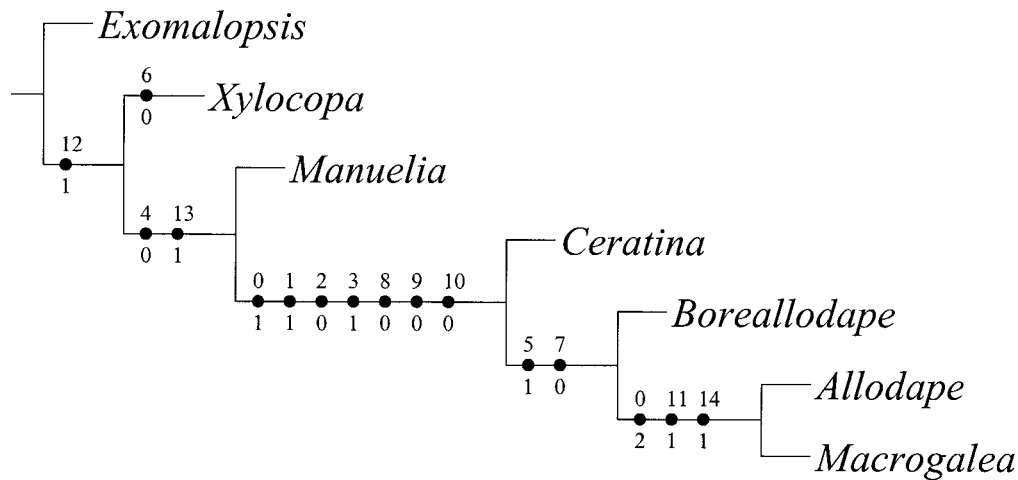 Exomalopsis
6
Xylocopa
0
12
1
Manuelia
4 13
0 1
Ceratina
0 1 2 3 8 9 10
1 1 0 1 0 0 0
Boreallodape
5 7
1 0
Allodape
0 11 14
2 1 1
Macrogalea